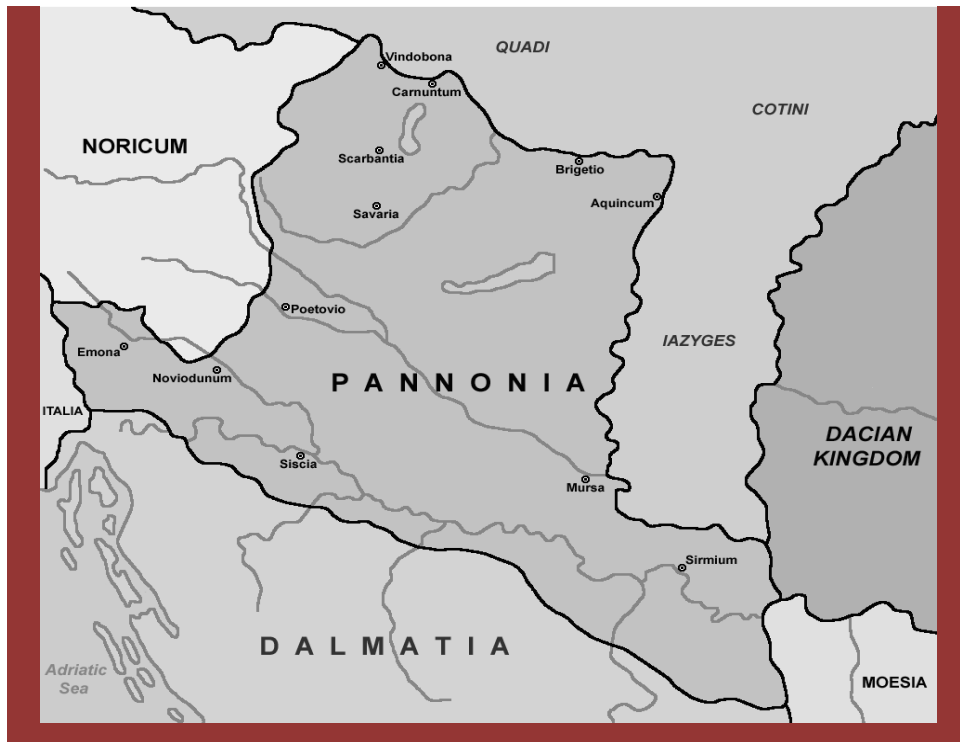 QUADI
Vindobona
Carnuntum
COTINI
NORICUM
Scarbantia
Brigetio
Aquincum
Savaria
Poetovio
IAZYGES
Emona
Noviodunum
PANNONIA
ITALIA
DACIAN
KINGDOM
Siscia
Mursa
Sirmium
DALMATIA
Adriatic
Sea
MOESIA